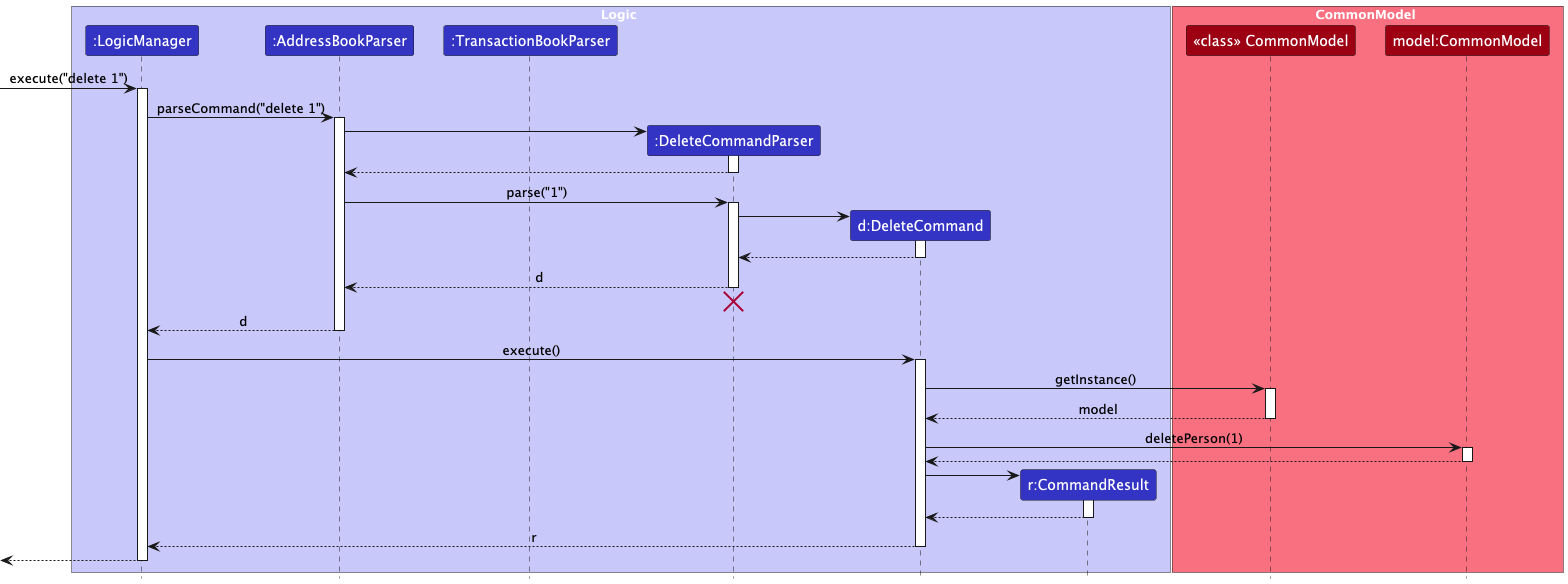 Logic
CommonModel
:LogicManager
:AddressBookParser
:TransactionBookParser
«class» CommonModel
model:CommonModel
execute("delete 1")
parseCommand("delete 1")
:DeleteCommandParser
parse("1")
d:DeleteCommand
d
d
execute()
getInstance()
model
deletePerson(1)
r:CommandResult
r